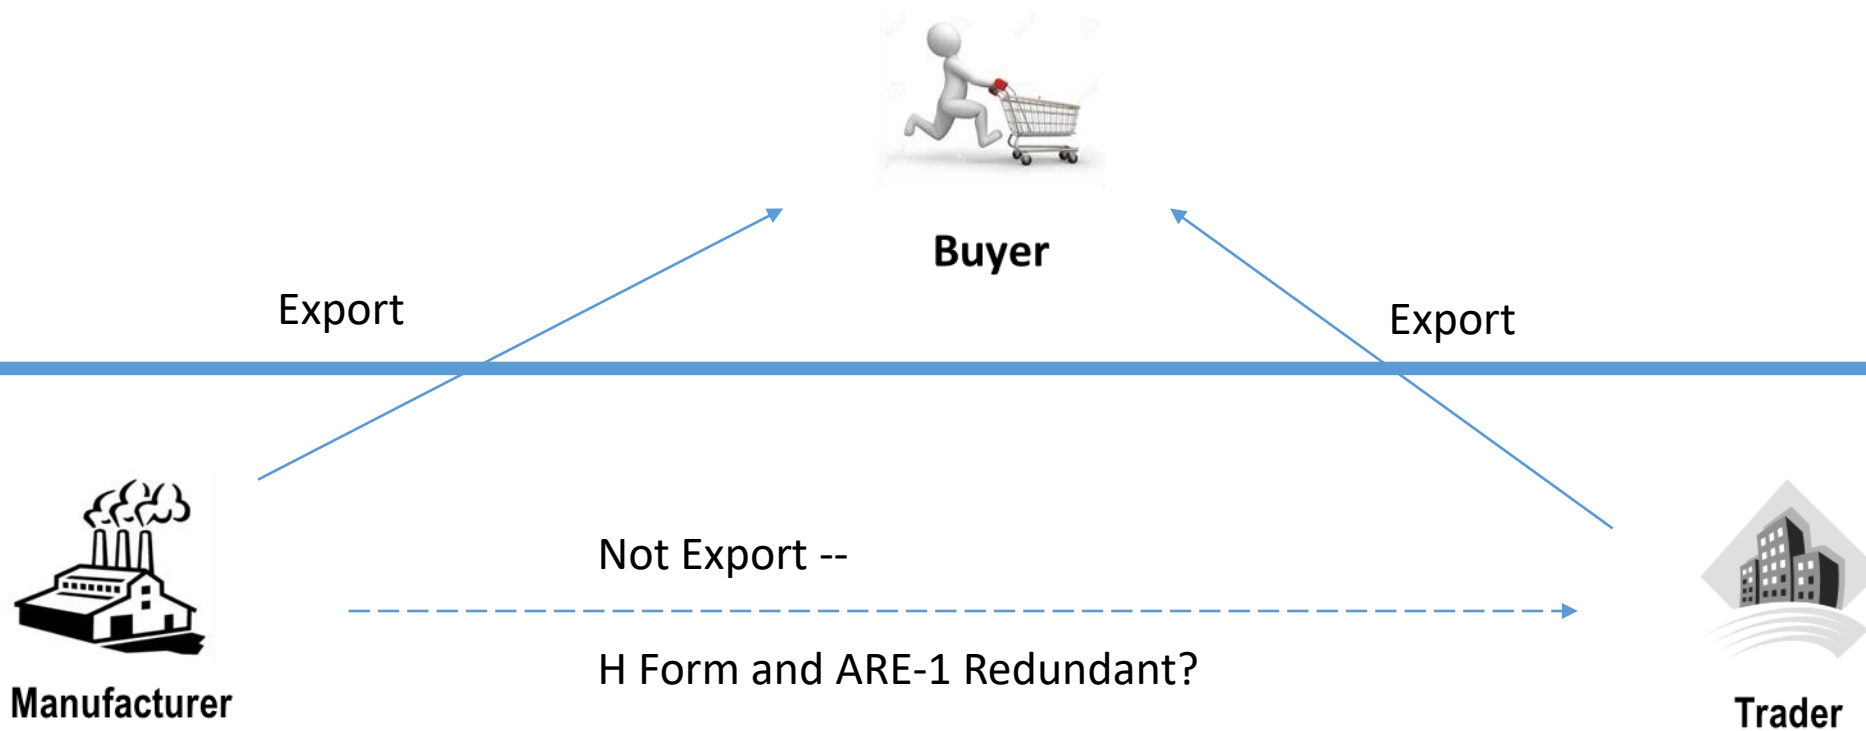 Buyer
Export
Export
Not Export --
H Form and ARE-1 Redundant?
Manufacturer
Trader